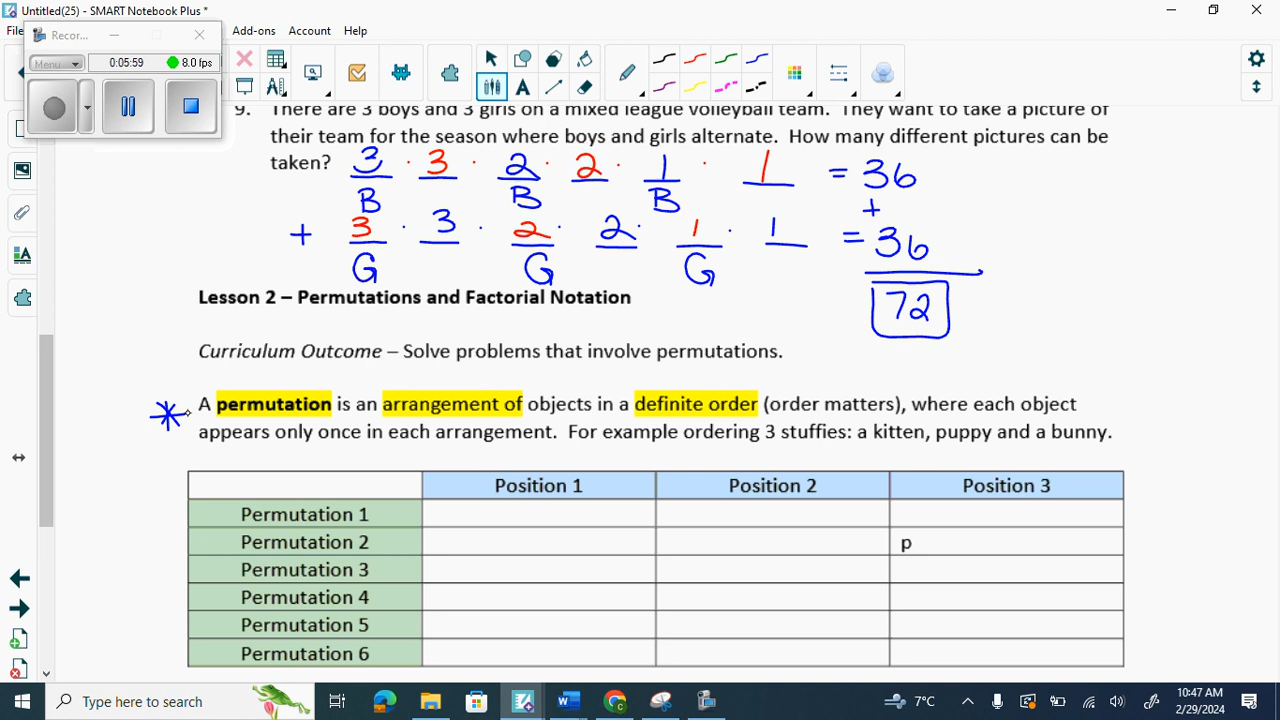 Untitled(25) - SMART Notebook Plus *
Recor...
Add-ons Account Help
Menu 0:05:59 8.0 fps
9. There are 3 boys and 3 girls on a mixed league volleyball team. They want to take a picture of
their team for the season where boys and girls alternate. How many different pictures can be
taken? 3 · 3 · 2 · 2 · 1 · 1 = 36
B B B +
+ 3 · 3 · 2 · 2 · 1 · 1 = 36
G G G
72
Lesson 2 – Permutations and Factorial Notation
Curriculum Outcome – Solve problems that involve permutations.
* A permutation is an arrangement of objects in a definite order (order matters), where each object
appears only once in each arrangement. For example ordering 3 stuffies: a kitten, puppy and a bunny.
Position 1 Position 2 Position 3
Permutation 1
Permutation 2 p
Permutation 3
Permutation 4
Permutation 5
Permutation 6
Type here to search 7°C 10:47 AM
2/29/2024